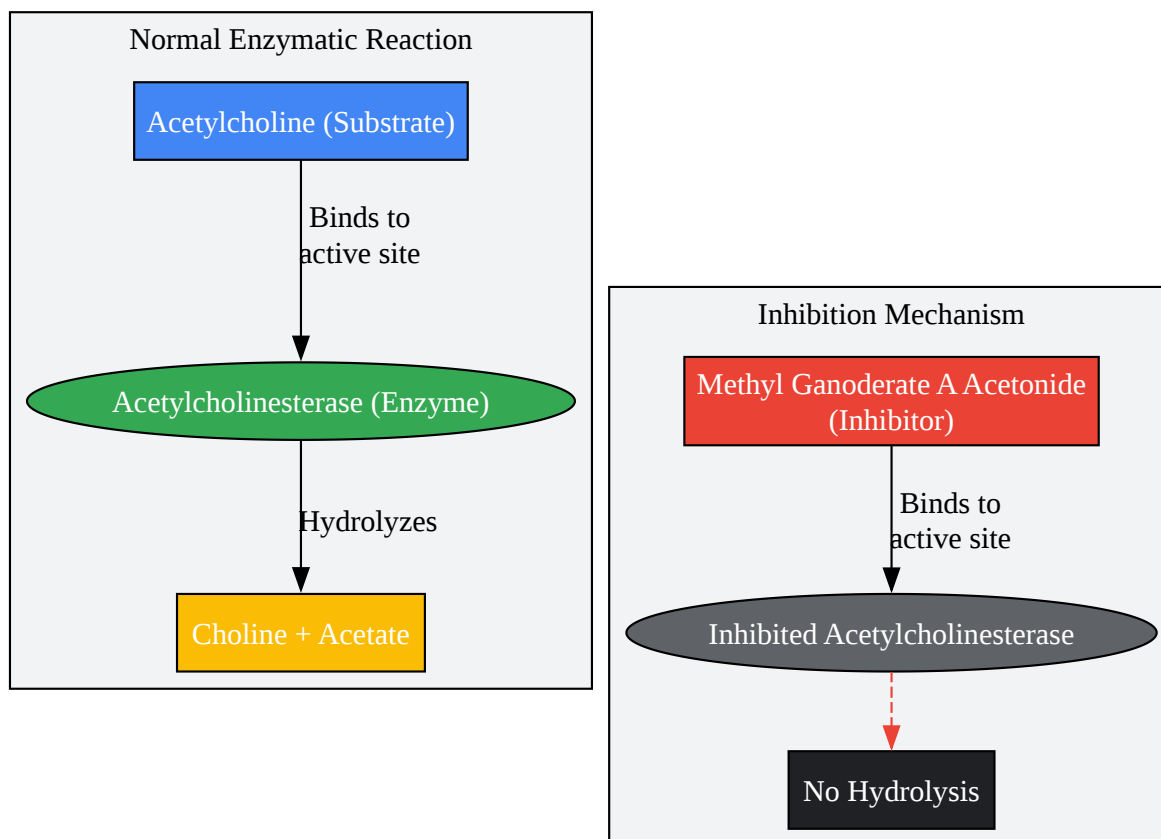 Normal Enzymatic Reaction
Acetylcholine (Substrate)
Binds to
active site
Acetylcholinesterase (Enzyme)
Hydrolyzes
Choline + Acetate
Inhibition Mechanism
Methyl Ganoderate A Acetonide
(Inhibitor)
Binds to
active site
Inhibited Acetylcholinesterase
No Hydrolysis